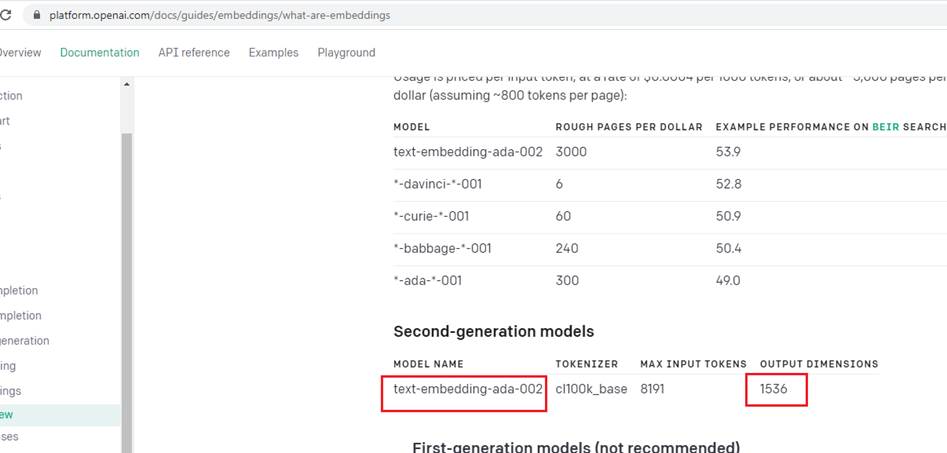 platform.openai.com/docs/guides/embeddings/what-are-embeddings
Overview Documentation API reference Examples Playground
Usage is priced per input token, at a rate of $0.0004 per 1000 tokens, or about ~3,000 pages per
dollar (assuming ~800 tokens per page):
MODEL ROUGH PAGES PER DOLLAR EXAMPLE PERFORMANCE ON BEIR SEARCH
text-embedding-ada-002 3000 53.9
*-davinci-*-001 6 52.8
*-curie-*-001 60 50.9
*-babbage-*-001 240 50.4
*-ada-*-001 300 49.0
Second-generation models
MODEL NAME TOKENIZER MAX INPUT TOKENS OUTPUT DIMENSIONS
text-embedding-ada-002 cl100k_base 8191 1536
First-generation models (not recommended)
ction
art
s
s
mpletion
ompletion
generation
ing
ings
ew
ses